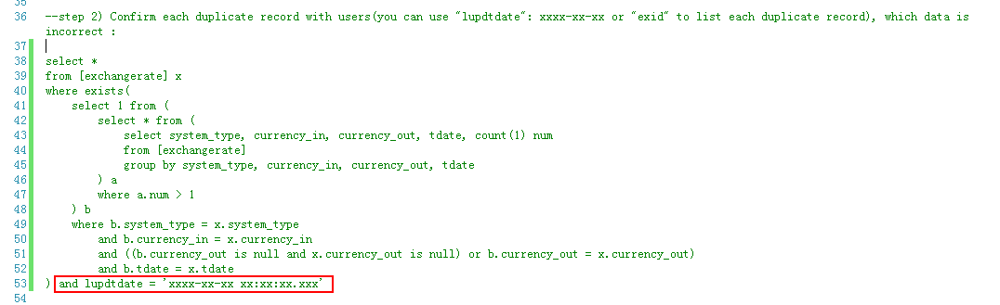 35
36 --step 2) Confirm each duplicate record with users(you can use "lupdtdate": xxxx-xx-xx or "exid" to list each duplicate record), which data is
incorrect :
37
38 select *
39 from [exchangerate] x
40 where exists(
41 select 1 from (
42 select * from (
43 select system_type, currency_in, currency_out, tdate, count(1) num
44 from [exchangerate]
45 group by system_type, currency_in, currency_out, tdate
46 ) a
47 where a.num > 1
48 ) b
49 where b.system_type = x.system_type
50 and b.currency_in = x.currency_in
51 and ((b.currency_out is null and x.currency_out is null) or b.currency_out = x.currency_out)
52 and b.tdate = x.tdate
53 ) and lupdtdate = 'xxxx-xx-xx xx:xx:xx.xxx'
54